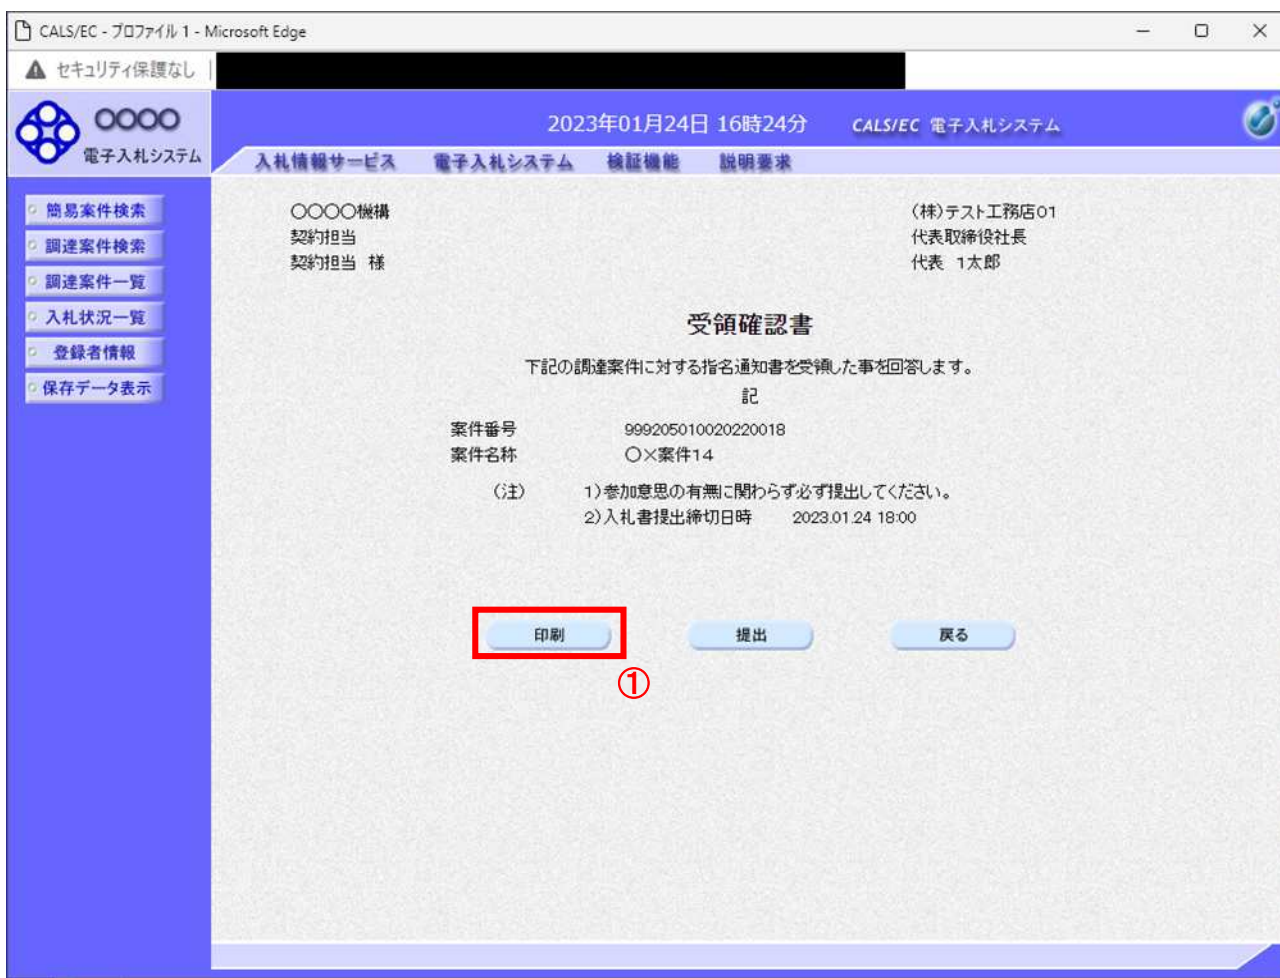 CALS/EC - プロファイル 1 - Microsoft Edge
セキュリティ保護なし
〇〇〇〇
電子入札システム
2023年01月24日 16時24分
CALS/EC 電子入札システム
入札情報サービス 電子入札システム 検証機能 説明要求
簡易案件検索
調達案件検索
調達案件一覧
入札状況一覧
登録者情報
保存データ表示
〇〇〇〇機構
契約担当
契約担当 様
(株)テスト工務店01
代表取締役社長
代表 1太郎
受領確認書
下記の調達案件に対する指名通知書を受領した事を回答します。
記
案件番号 999205010020220018
案件名称 〇×案件14
(注) 1)参加意思の有無に関わらず必ず提出してください。
2)入札書提出締切日時 2023.01.24 18:00
印刷 提出 戻る
①